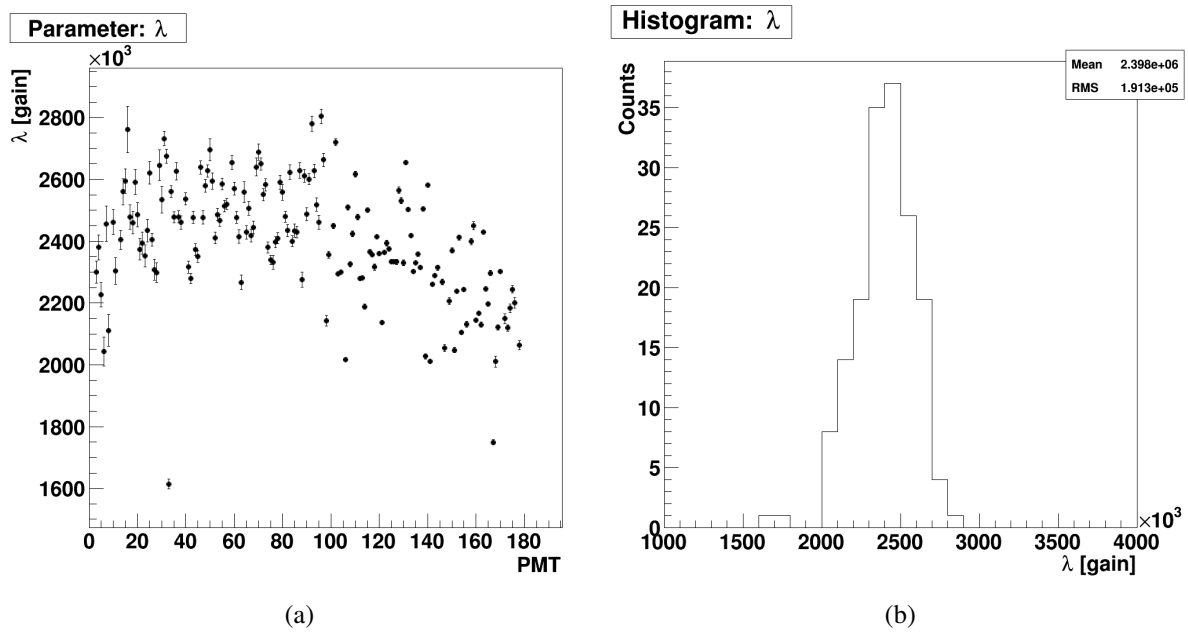 Parameter: λ
×10³
λ [gain]
2800
2600
2400
2200
2000
1800
1600
0 20 40 60 80 100 120 140 160 180
PMT
(a)
Histogram: λ
Mean 2.398e+06
RMS 1.913e+05
Counts
35
30
25
20
15
10
5
0
1000 1500 2000 2500 3000 3500 4000
×10³
λ [gain]
(b)